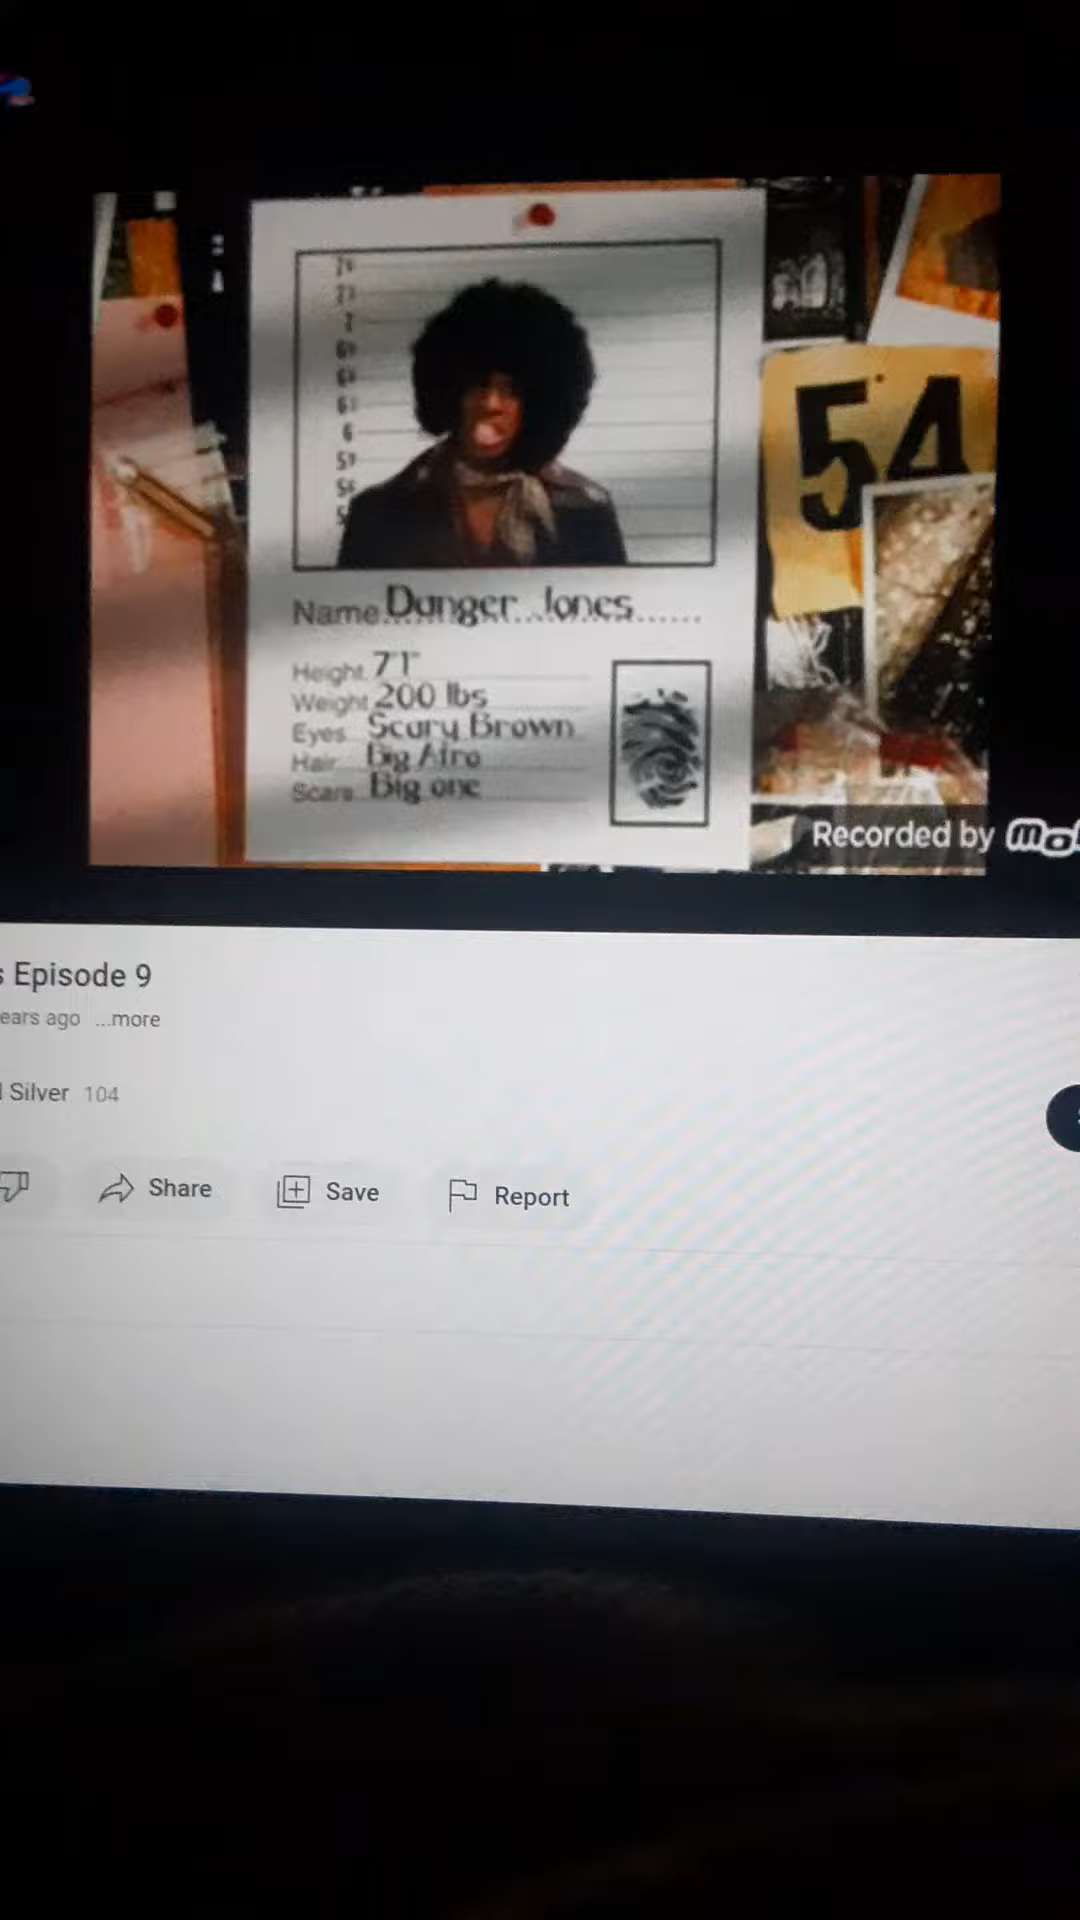 54
Name Danger Jones
Height 7'1"
Weight 200 lbs
Eyes Scary Brown
Hair Big Afro
Scars Big one
Recorded by
Episode 9
ears ago ...more
Silver 104
Share Save Report